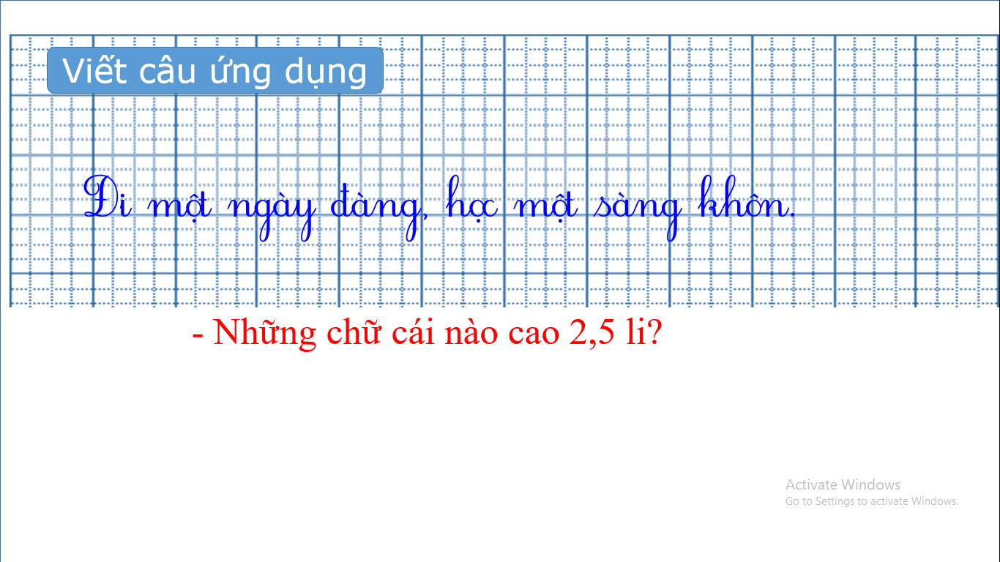 Viết câu ứng dụng
Đi một ngày đàng, học một sàng khôn.
- Những chữ cái nào cao 2,5 li?
Activate Windows
Go to Settings to activate Windows.